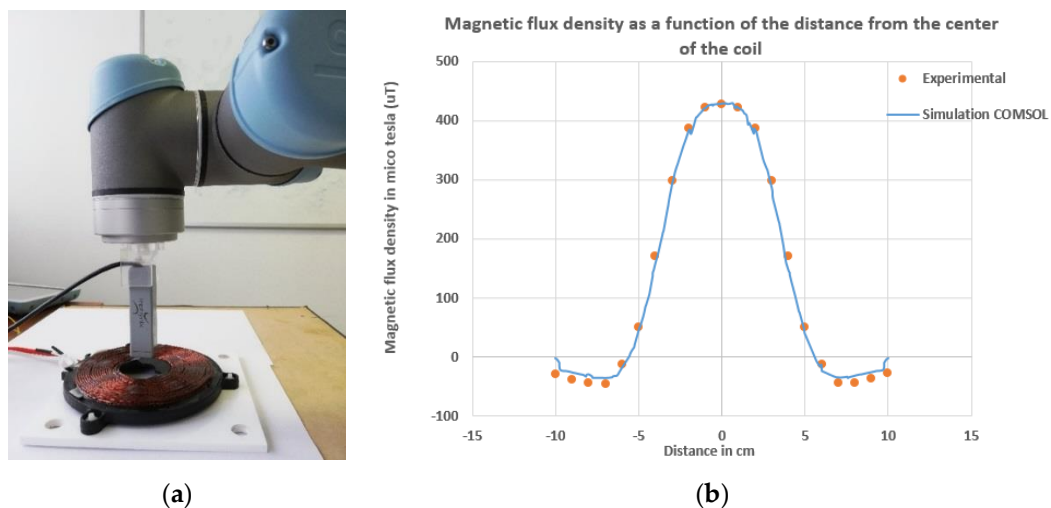 Magnetic flux density as a function of the distance from the center
of the coil
Magnetic flux density in mico tesla (uT)
500
400
300
200
100
0
-100
-15
-10
-5
0
5
10
15
Distance in cm
Experimental
Simulation COMSOL
(a)
(b)